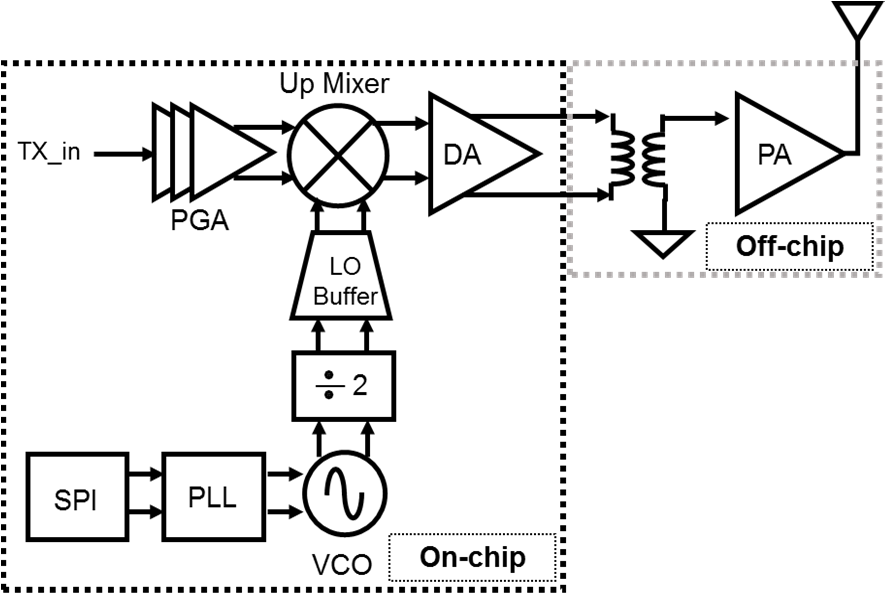 Up Mixer
TX_in
DA
PA
PGA
Off-chip
LO
Buffer
÷ 2
SPI
PLL
On-chip
VCO